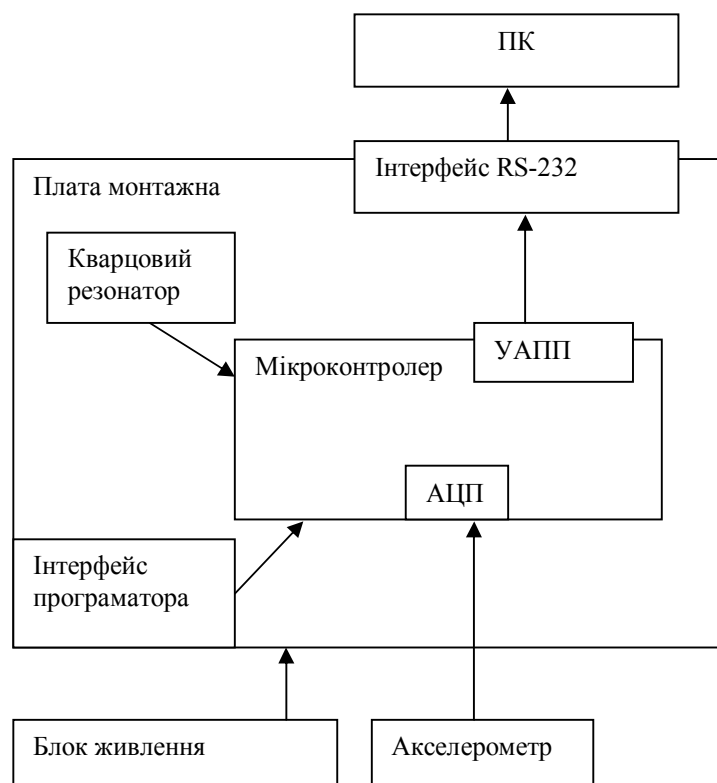 ПК
Інтерфейс RS-232
Плата монтажна
Кварцовий
резонатор
УАПП
Мікроконтролер
АЦП
Інтерфейс
програматора
Блок живлення
Акселерометр